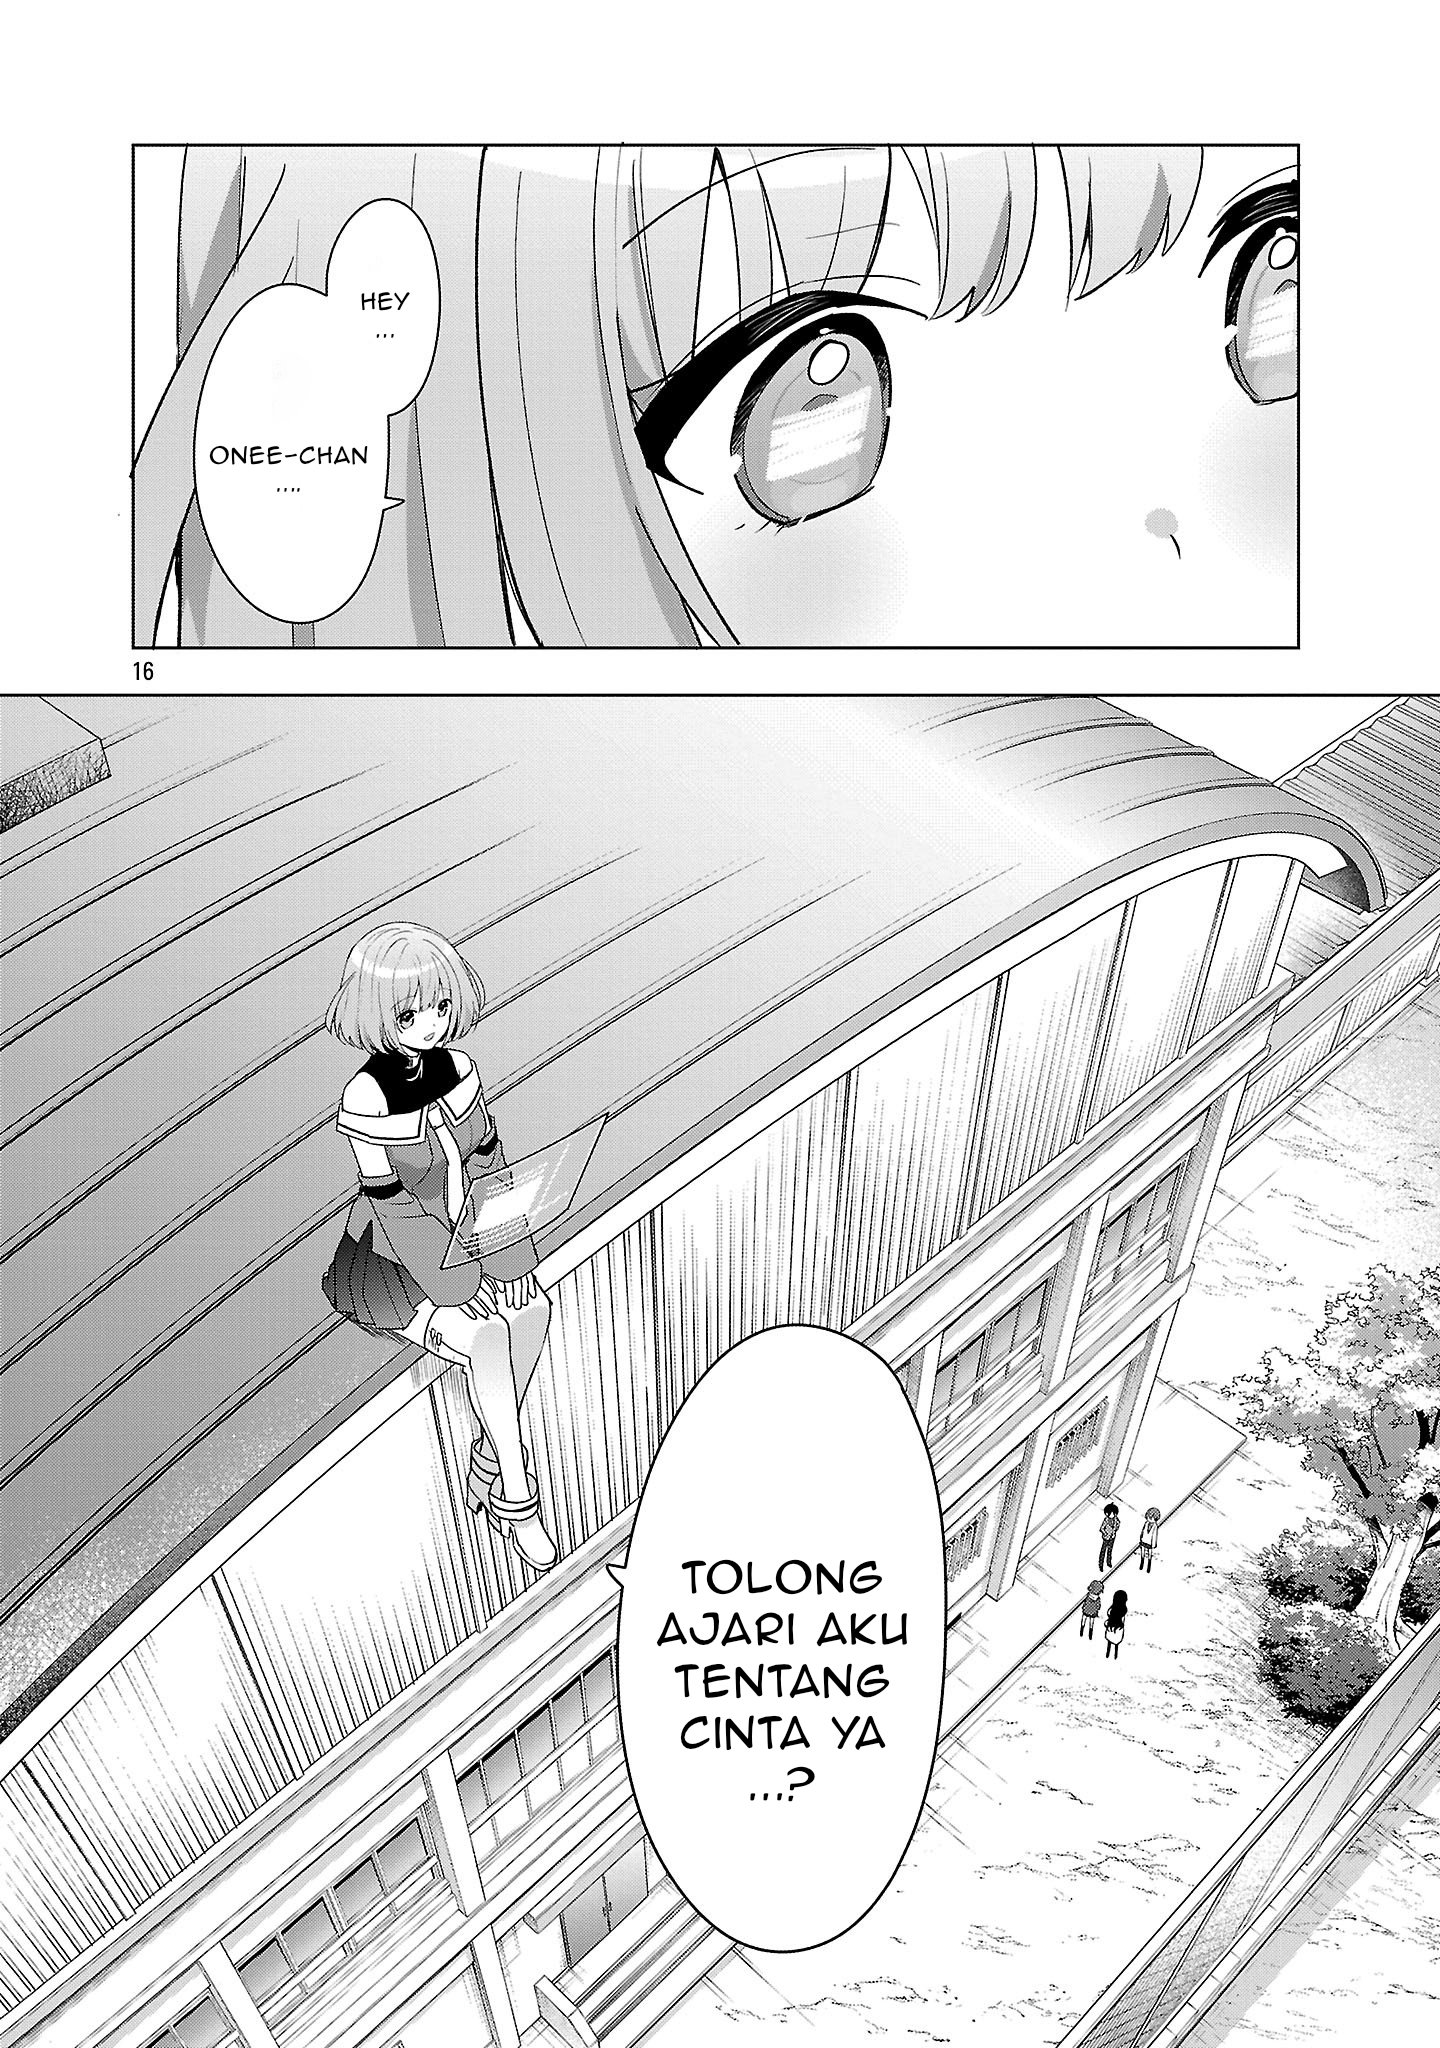 HEY
...
ONEE-CHAN
....
16
TOLONG
AJARI AKU
TENTANG
CINTA YA
...?